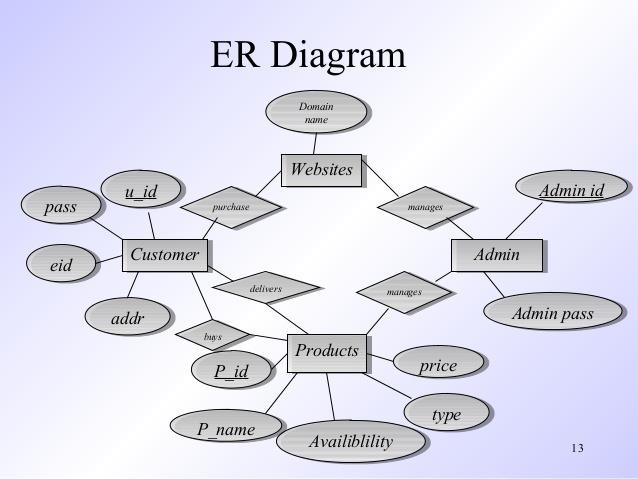 ER Diagram
Domain
name
Websites
u_id
Admin id
pass
purchase
manages
Customer
Admin
eid
delivers
manages
addr
Admin pass
buys
Products
P_id
price
type
P_name
Availiblility
13